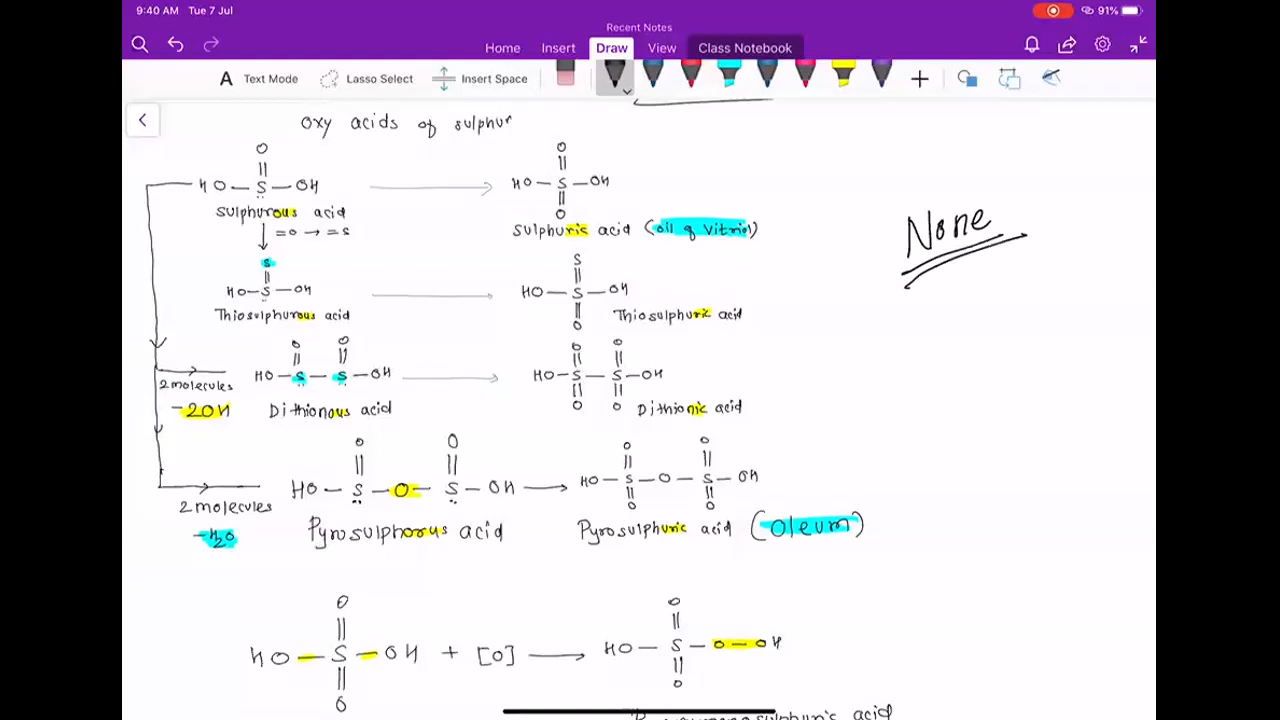 9:40 AM Tue 7 Jul
91%
Recent Notes
Home Insert Draw View Class Notebook
A Text Mode Lasso Select Insert Space
oxy acids of sulphur
O O
HO — S — OH HO — S — OH
O
Sulphurous acid Sulphuric acid (oil of vitriol)
=O → =S
None
S S
HO — S — OH HO — S — OH
O
Thiosulphurous acid Thiosulphuric acid
O O O O
2 molecules HO — S — S — OH HO — S — S — OH
-2OH O O
Dithionous acid Dithionic acid
O O O O
HO — S — O — S — OH HO — S — O — S — OH
2 molecules O O
-H2O Pyrosulphorus acid Pyrosulphuric acid (oleum)
O O
HO — S — OH + [O] → HO — S — O — OH
O O
sulphuric acid